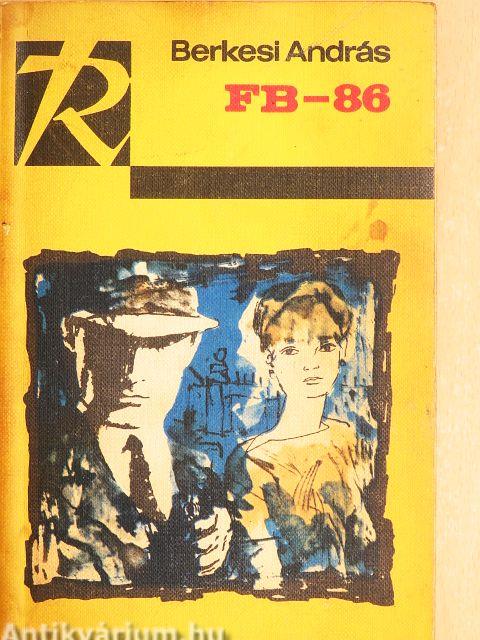 R
Berkesi András
FB–86
Antikvárium.hu